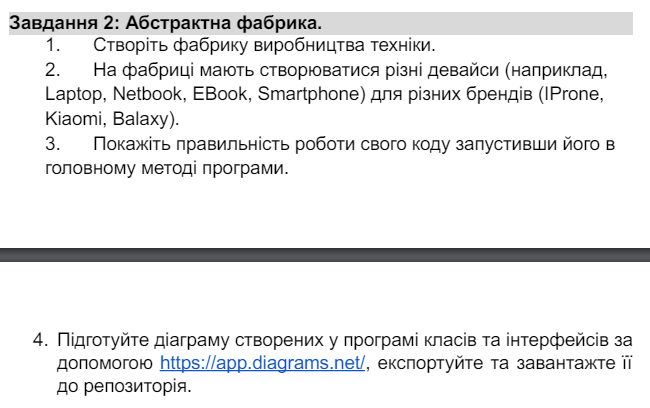 Завдання 2: Абстрактна фабрика.
1. Створіть фабрику виробництва техніки.
2. На фабриці мають створюватися різні девайси (наприклад,
Laptop, Netbook, EBook, Smartphone) для різних брендів (IProne,
Kiaomi, Balaxy).
3. Покажіть правильність роботи свого коду запустивши його в
головному методі програми.
4. Підготуйте діаграму створених у програмі класів та інтерфейсів за
допомогою https://app.diagrams.net/, експортуйте та завантажте її
до репозиторія.